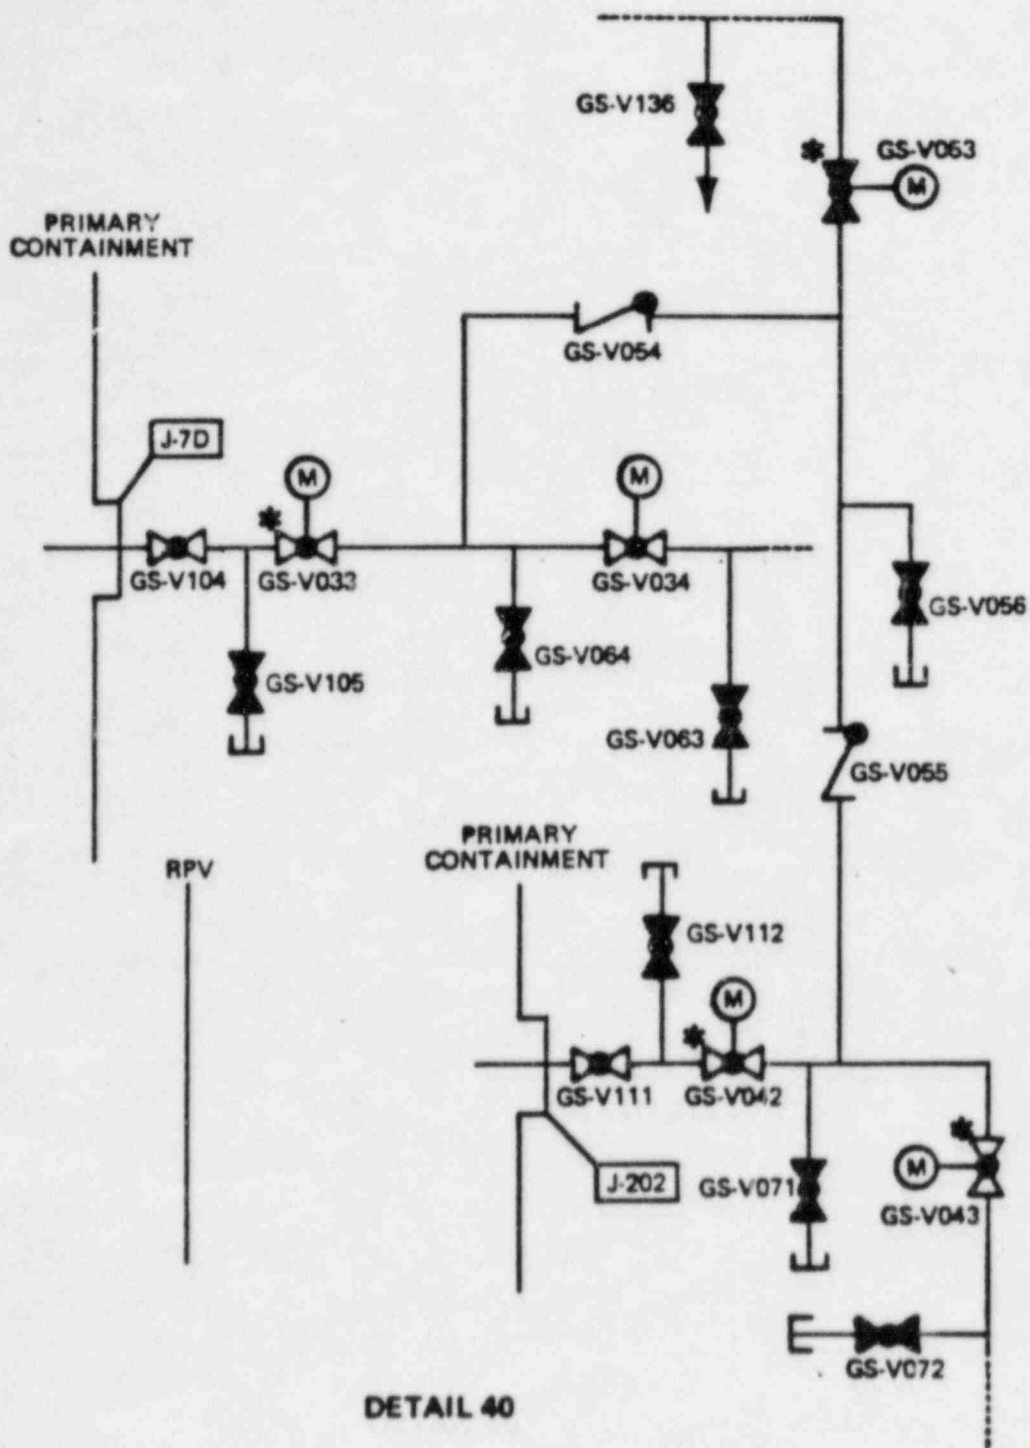 GS-V136
*
GS-V053
M
PRIMARY
CONTAINMENT
GS-V054
J-7D
M
M
*
GS-V104
GS-V033
GS-V034
GS-V056
GS-V064
GS-V105
GS-V063
GS-V055
PRIMARY
CONTAINMENT
RPV
GS-V112
M
*
GS-V111
GS-V042
*
M
J-202
GS-V071
GS-V043
GS-V072
DETAIL 40